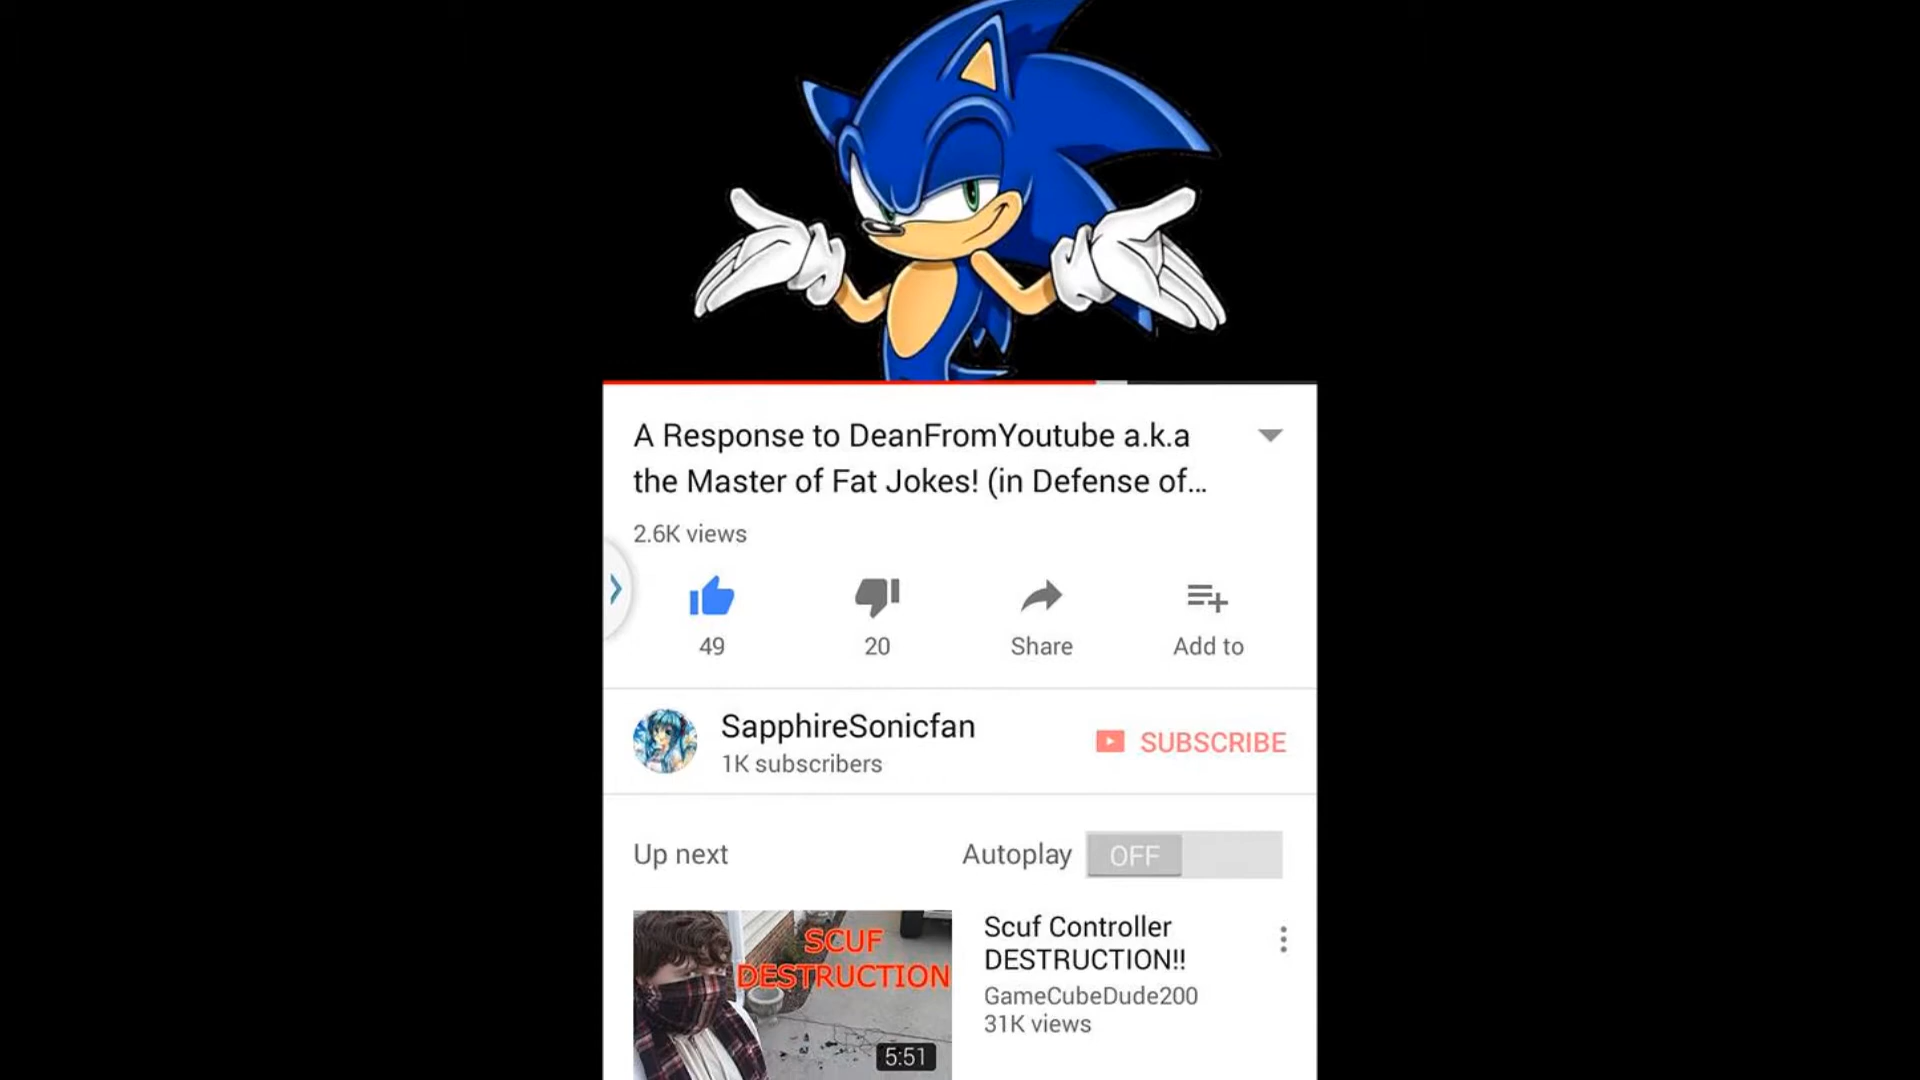 A Response to DeanFromYoutube a.k.a
the Master of Fat Jokes! (in Defense of...
2.6K views
49
20
Share
Add to
SapphireSonicfan
1K subscribers
SUBSCRIBE
Up next
Autoplay
OFF
SCUF
DESTRUCTION
5:51
Scuf Controller
DESTRUCTION!!
GameCubeDude200
31K views